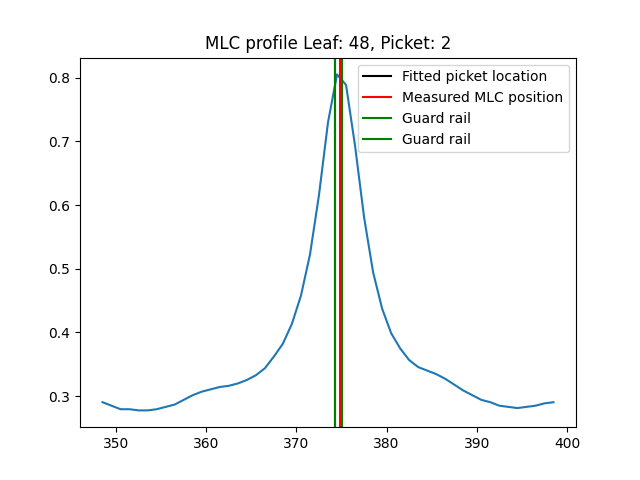 MLC profile Leaf: 48, Picket: 2
Fitted picket location
Measured MLC position
Guard rail
Guard rail
0.8
0.7
0.6
0.5
0.4
0.3
350 360 370 380 390 400